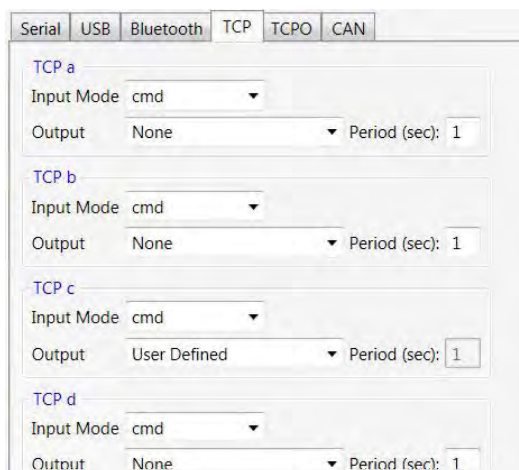 Serial USB Bluetooth TCP TCPO CAN
TCP a
Input Mode cmd
Output None Period (sec): 1
TCP b
Input Mode cmd
Output None Period (sec): 1
TCP c
Input Mode cmd
Output User Defined Period (sec): 1
TCP d
Input Mode cmd
Output None Period (sec): 1